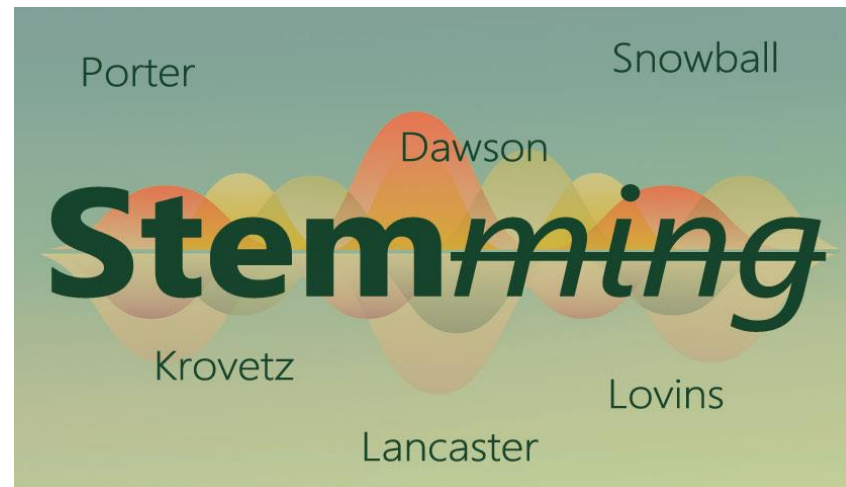 Porter
Snowball
Dawson
Stemming
Krovetz
Lovins
Lancaster